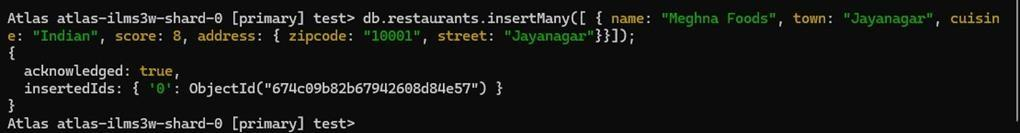 Atlas atlas-ilms3w-shard-0 [primary] test> db.restaurants.insertMany([ { name: "Meghna Foods", town: "Jayanagar", cuisin
e: "Indian", score: 8, address: { zipcode: "10001", street: "Jayanagar"}}]);
{
  acknowledged: true,
  insertedIds: { '0': ObjectId("674c09b82b67942608d84e57") }
}
Atlas atlas-ilms3w-shard-0 [primary] test>